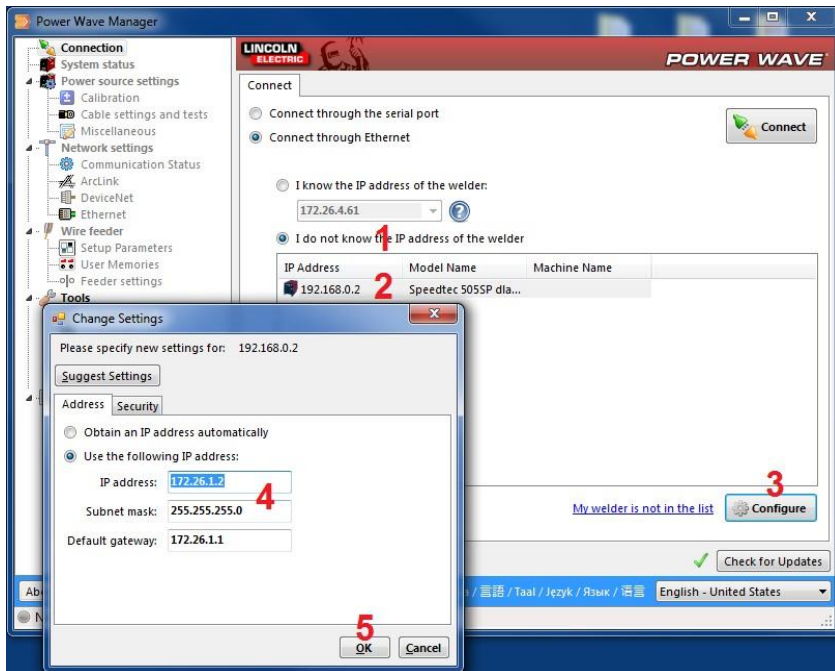 Power Wave Manager
Connection
System status
Power source settings
Calibration
Cable settings and tests
Miscellaneous
Network settings
Communication Status
ArcLink
DeviceNet
Ethernet
Wire feeder
Setup Parameters
User Memories
Feeder settings
Tools
LINCOLN
ELECTRIC
POWER WAVE
Connect
Connect through the serial port
Connect through Ethernet
Connect
I know the IP address of the welder:
172.26.4.61
1
I do not know the IP address of the welder
IP Address Model Name Machine Name
192.168.0.2 2 Speedtec 505SP dla...
3
My welder is not in the list Configure
Check for Updates
/ 言語 / Taal / Język / Язык / 语言 English - United States
Change Settings
Please specify new settings for: 192.168.0.2
Suggest Settings
Address Security
Obtain an IP address automatically
Use the following IP address:
IP address: 172.26.1.2
4
Subnet mask: 255.255.255.0
Default gateway: 172.26.1.1
5
OK Cancel